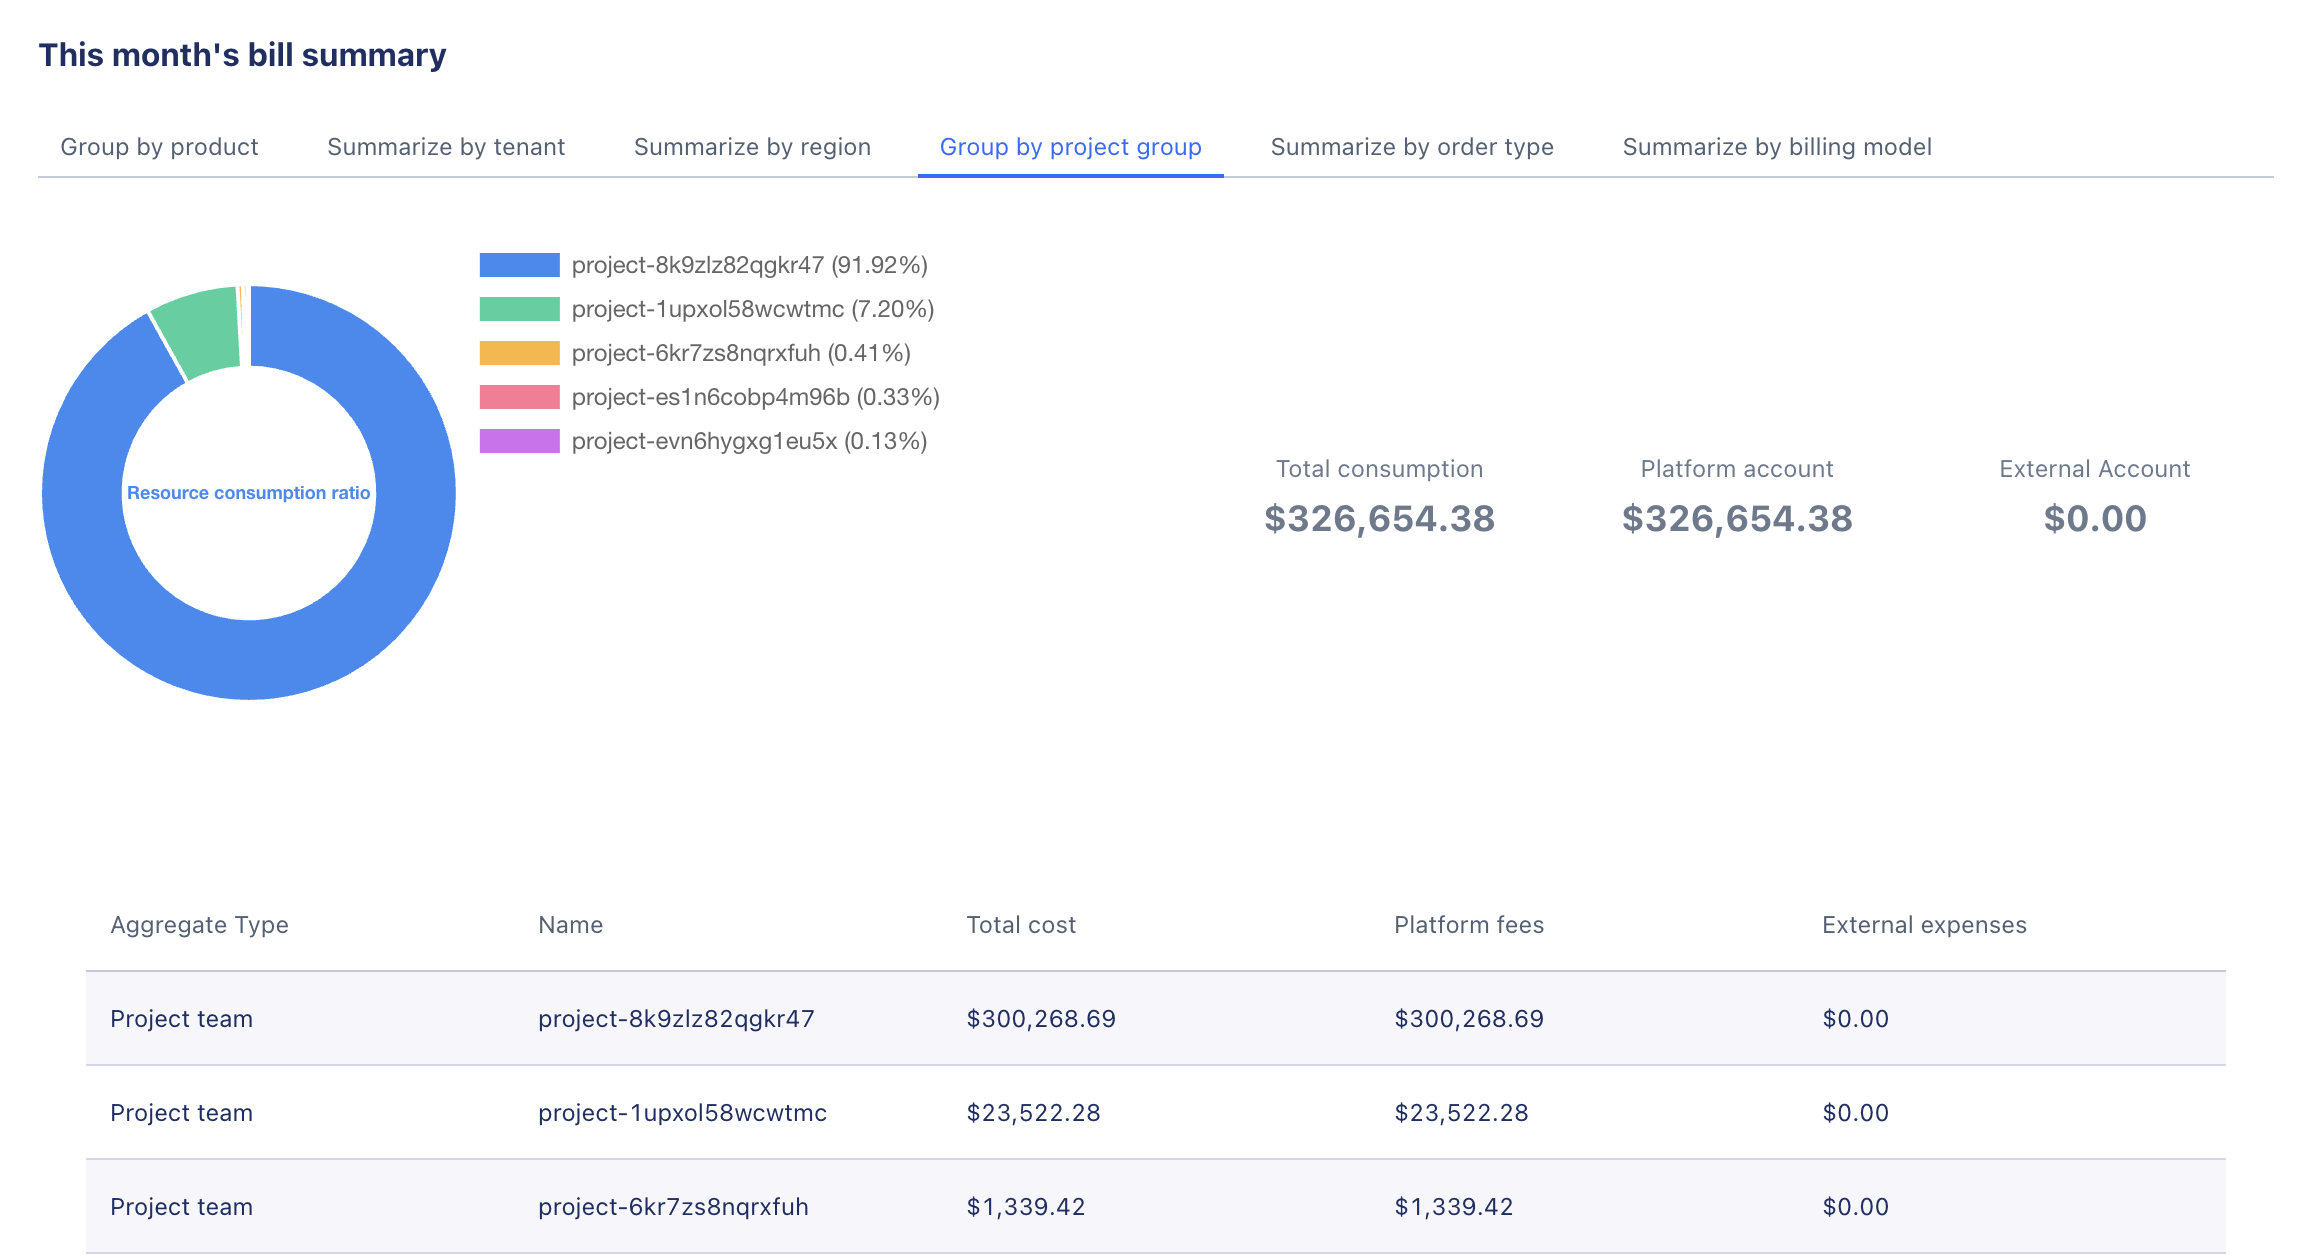 This month's bill summary
Group by product Summarize by tenant Summarize by region Group by project group Summarize by order type Summarize by billing model
project-8k9zlz82qgkr47 (91.92%)
project-1upxol58wcwtmc (7.20%)
project-6kr7zs8nqrxfuh (0.41%)
project-es1n6cobp4m96b (0.33%)
project-evn6hygxg1eu5x (0.13%)
Resource consumption ratio
Total consumption Platform account External Account
$326,654.38 $326,654.38 $0.00
Aggregate Type Name Total cost Platform fees External expenses
Project team project-8k9zlz82qgkr47 $300,268.69 $300,268.69 $0.00
Project team project-1upxol58wcwtmc $23,522.28 $23,522.28 $0.00
Project team project-6kr7zs8nqrxfuh $1,339.42 $1,339.42 $0.00